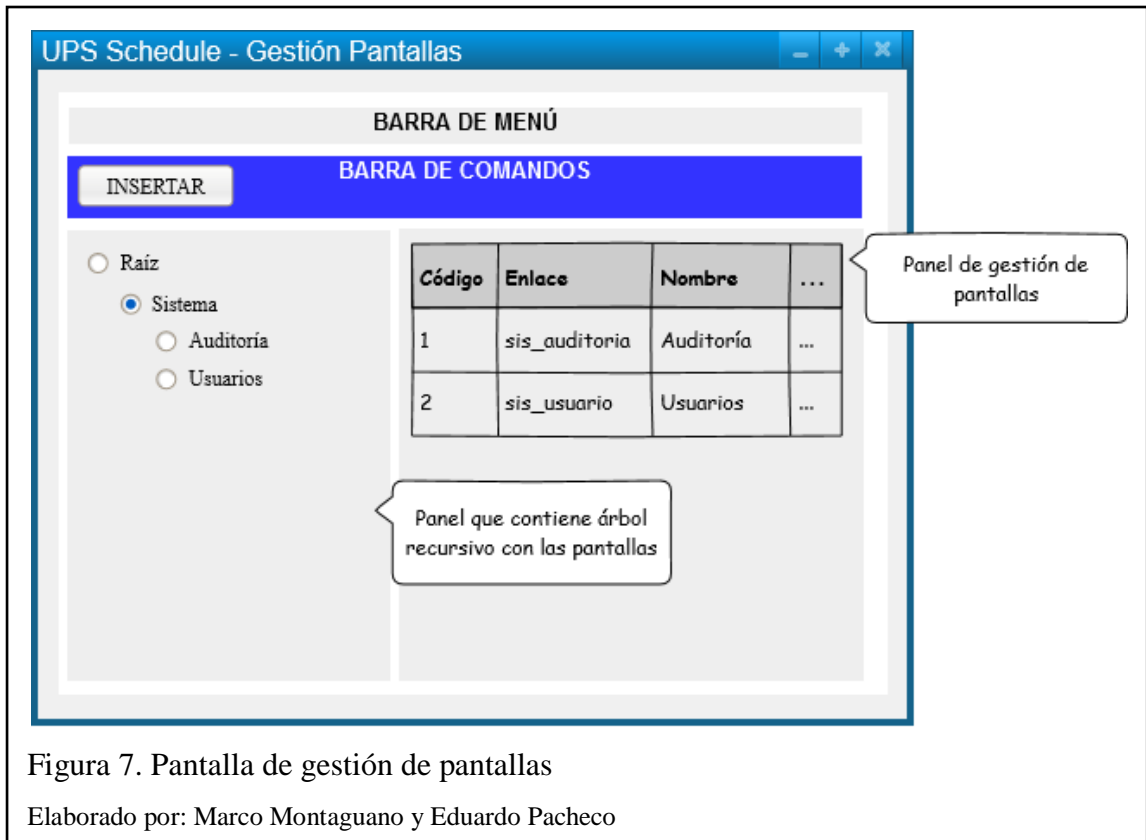 UPS Schedule - Gestión Pantallas
BARRA DE MENÚ
BARRA DE COMANDOS
INSERTAR
Raíz
Sistema
Auditoría
Usuarios
Código Enlace Nombre ...
1 sis_auditoria Auditoría ...
2 sis_usuario Usuarios ...
Panel de gestión de
pantallas
Panel que contiene árbol
recursivo con las pantallas
Figura 7. Pantalla de gestión de pantallas
Elaborado por: Marco Montaguano y Eduardo Pacheco